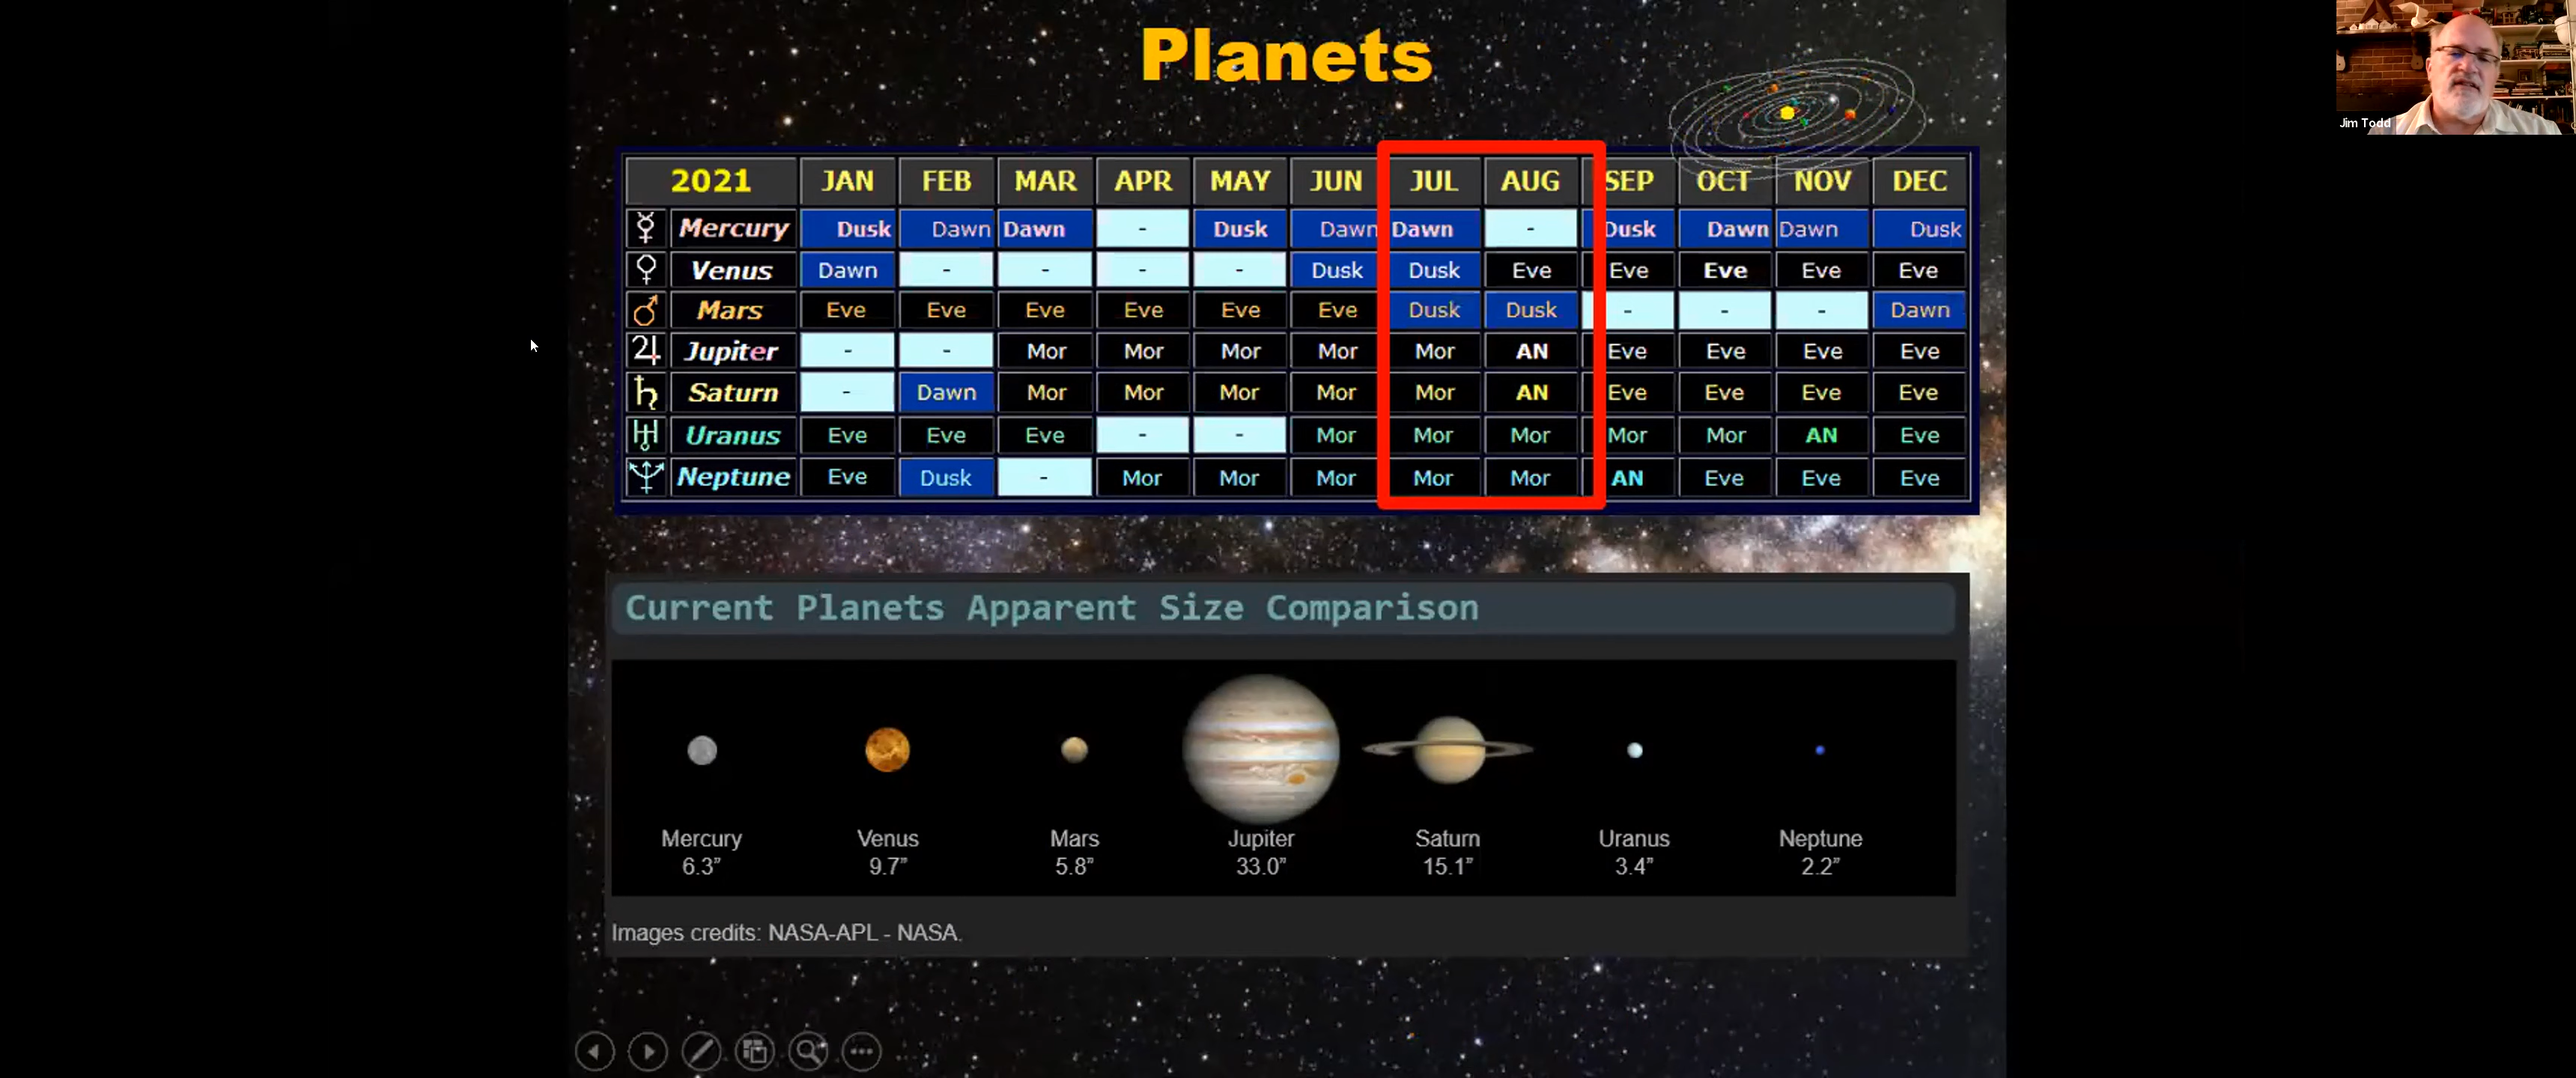 Planets
Jim Todd
2021 JAN FEB MAR APR MAY JUN JUL AUG SEP OCT NOV DEC
☿ Mercury Dusk Dawn Dawn - Dusk Dawn Dawn - Dusk Dawn Dawn Dusk
♀ Venus Dawn - - - - Dusk Dusk Eve Eve Eve Eve Eve
♂ Mars Eve Eve Eve Eve Eve Eve Dusk Dusk - - - Dawn
♃ Jupiter - - Mor Mor Mor Mor Mor AN Eve Eve Eve Eve
♄ Saturn - Dawn Mor Mor Mor Mor Mor AN Eve Eve Eve Eve
♅ Uranus Eve Eve Eve - - Mor Mor Mor Mor Mor AN Eve
♆ Neptune Eve Dusk - Mor Mor Mor Mor Mor AN Eve Eve Eve
Current Planets Apparent Size Comparison
Mercury Venus Mars Jupiter Saturn Uranus Neptune
6.3” 9.7” 5.8” 33.0” 15.1” 3.4” 2.2”
Images credits: NASA-APL - NASA.